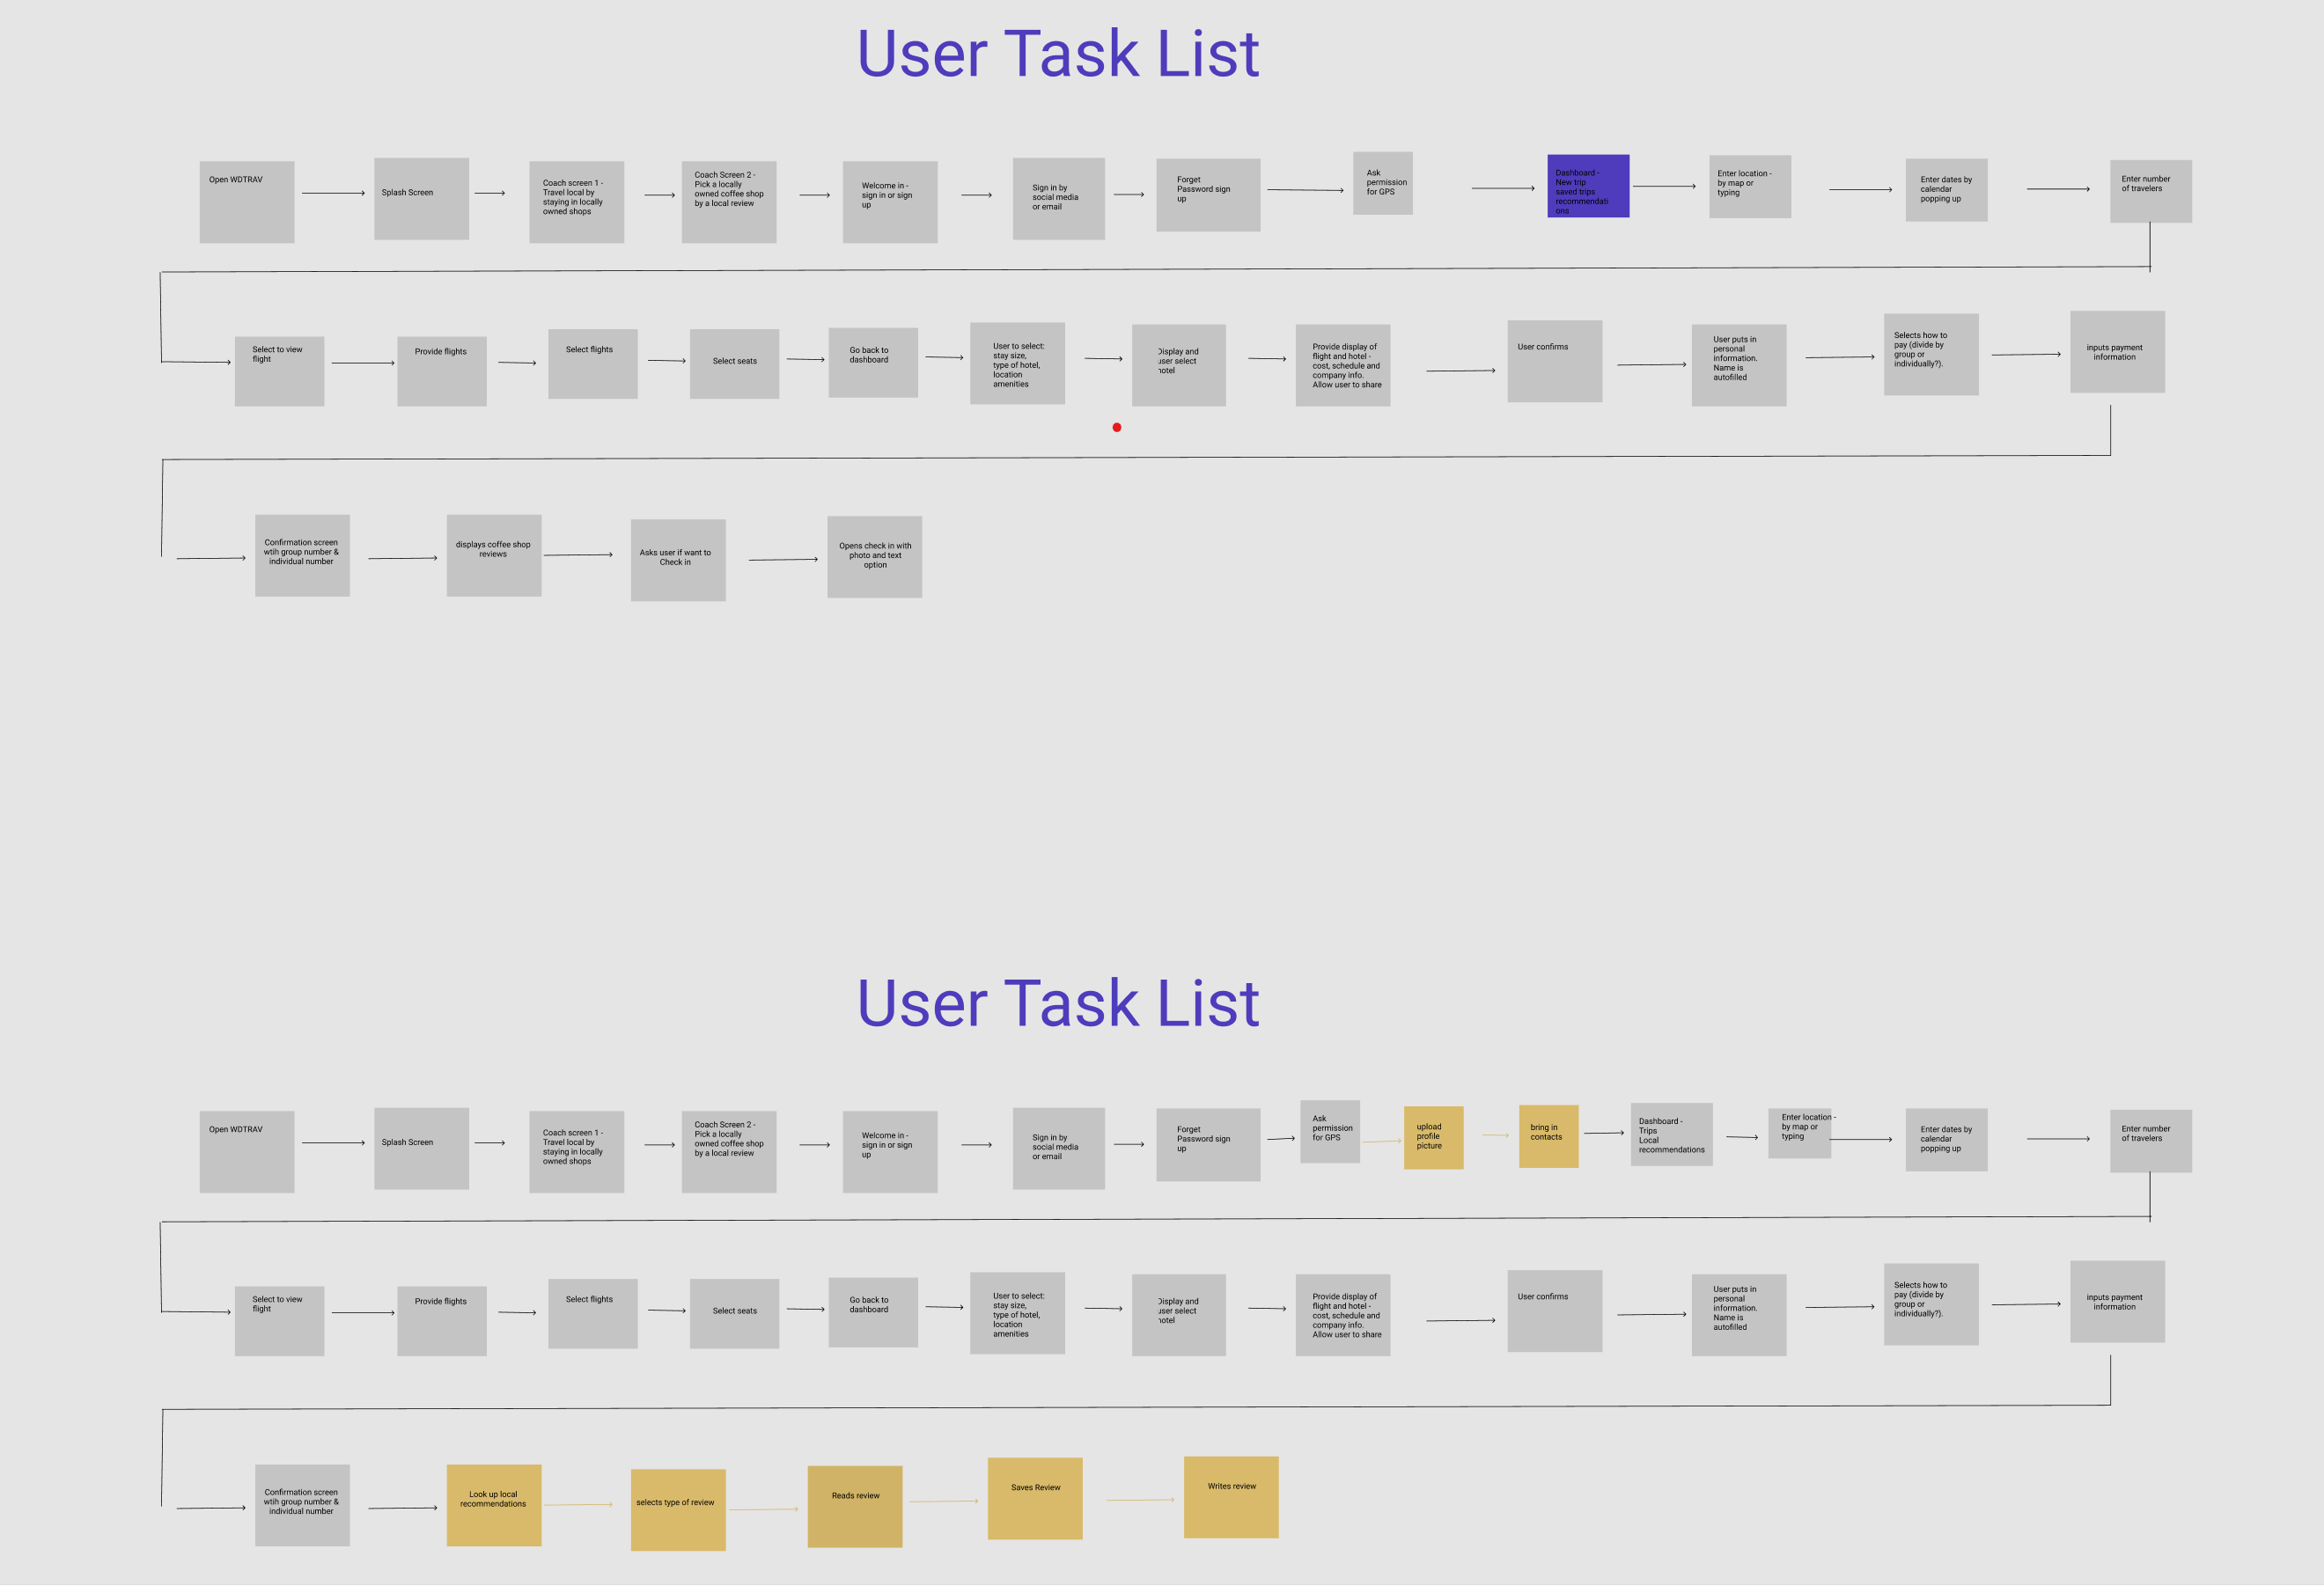 User Task List
Open WDTRAV
Splash Screen
Coach screen 1 -
Travel local by
staying in locally
owned shops
Coach Screen 2 -
Pick a locally
owned coffee shop
by a local review
Welcome in -
sign in or sign
up
Sign in by
social media
or email
Forget
Password sign
up
Ask
permission
for GPS
Dashboard -
New trip
saved trips
recommendati
ons
Enter location -
by map or
typing
Enter dates by
calendar
popping up
Enter number
of travelers
Select to view
flight
Provide flights
Select flights
Select seats
Go back to
dashboard
User to select:
stay size,
type of hotel,
location
amenities
Display and
user select
hotel
Provide display of
flight and hotel -
cost, schedule and
company info.
Allow user to share
User confirms
User puts in
personal
information.
Name is
autofilled
Selects how to
pay (divide by
group or
individually?).
inputs payment
information
Confirmation screen
wtih group number &
individual number
displays coffee shop
reviews
Asks user if want to
Check in
Opens check in with
photo and text
option
User Task List
Open WDTRAV
Splash Screen
Coach screen 1 -
Travel local by
staying in locally
owned shops
Coach Screen 2 -
Pick a locally
owned coffee shop
by a local review
Welcome in -
sign in or sign
up
Sign in by
social media
or email
Forget
Password sign
up
Ask
permission
for GPS
upload
profile
picture
bring in
contacts
Dashboard -
Trips
Local
recommendations
Enter location -
by map or
typing
Enter dates by
calendar
popping up
Enter number
of travelers
Select to view
flight
Provide flights
Select flights
Select seats
Go back to
dashboard
User to select:
stay size,
type of hotel,
location
amenities
Display and
user select
hotel
Provide display of
flight and hotel -
cost, schedule and
company info.
Allow user to share
User confirms
User puts in
personal
information.
Name is
autofilled
Selects how to
pay (divide by
group or
individually?).
inputs payment
information
Confirmation screen
wtih group number &
individual number
Look up local
recommendations
selects type of review
Reads review
Saves Review
Writes review